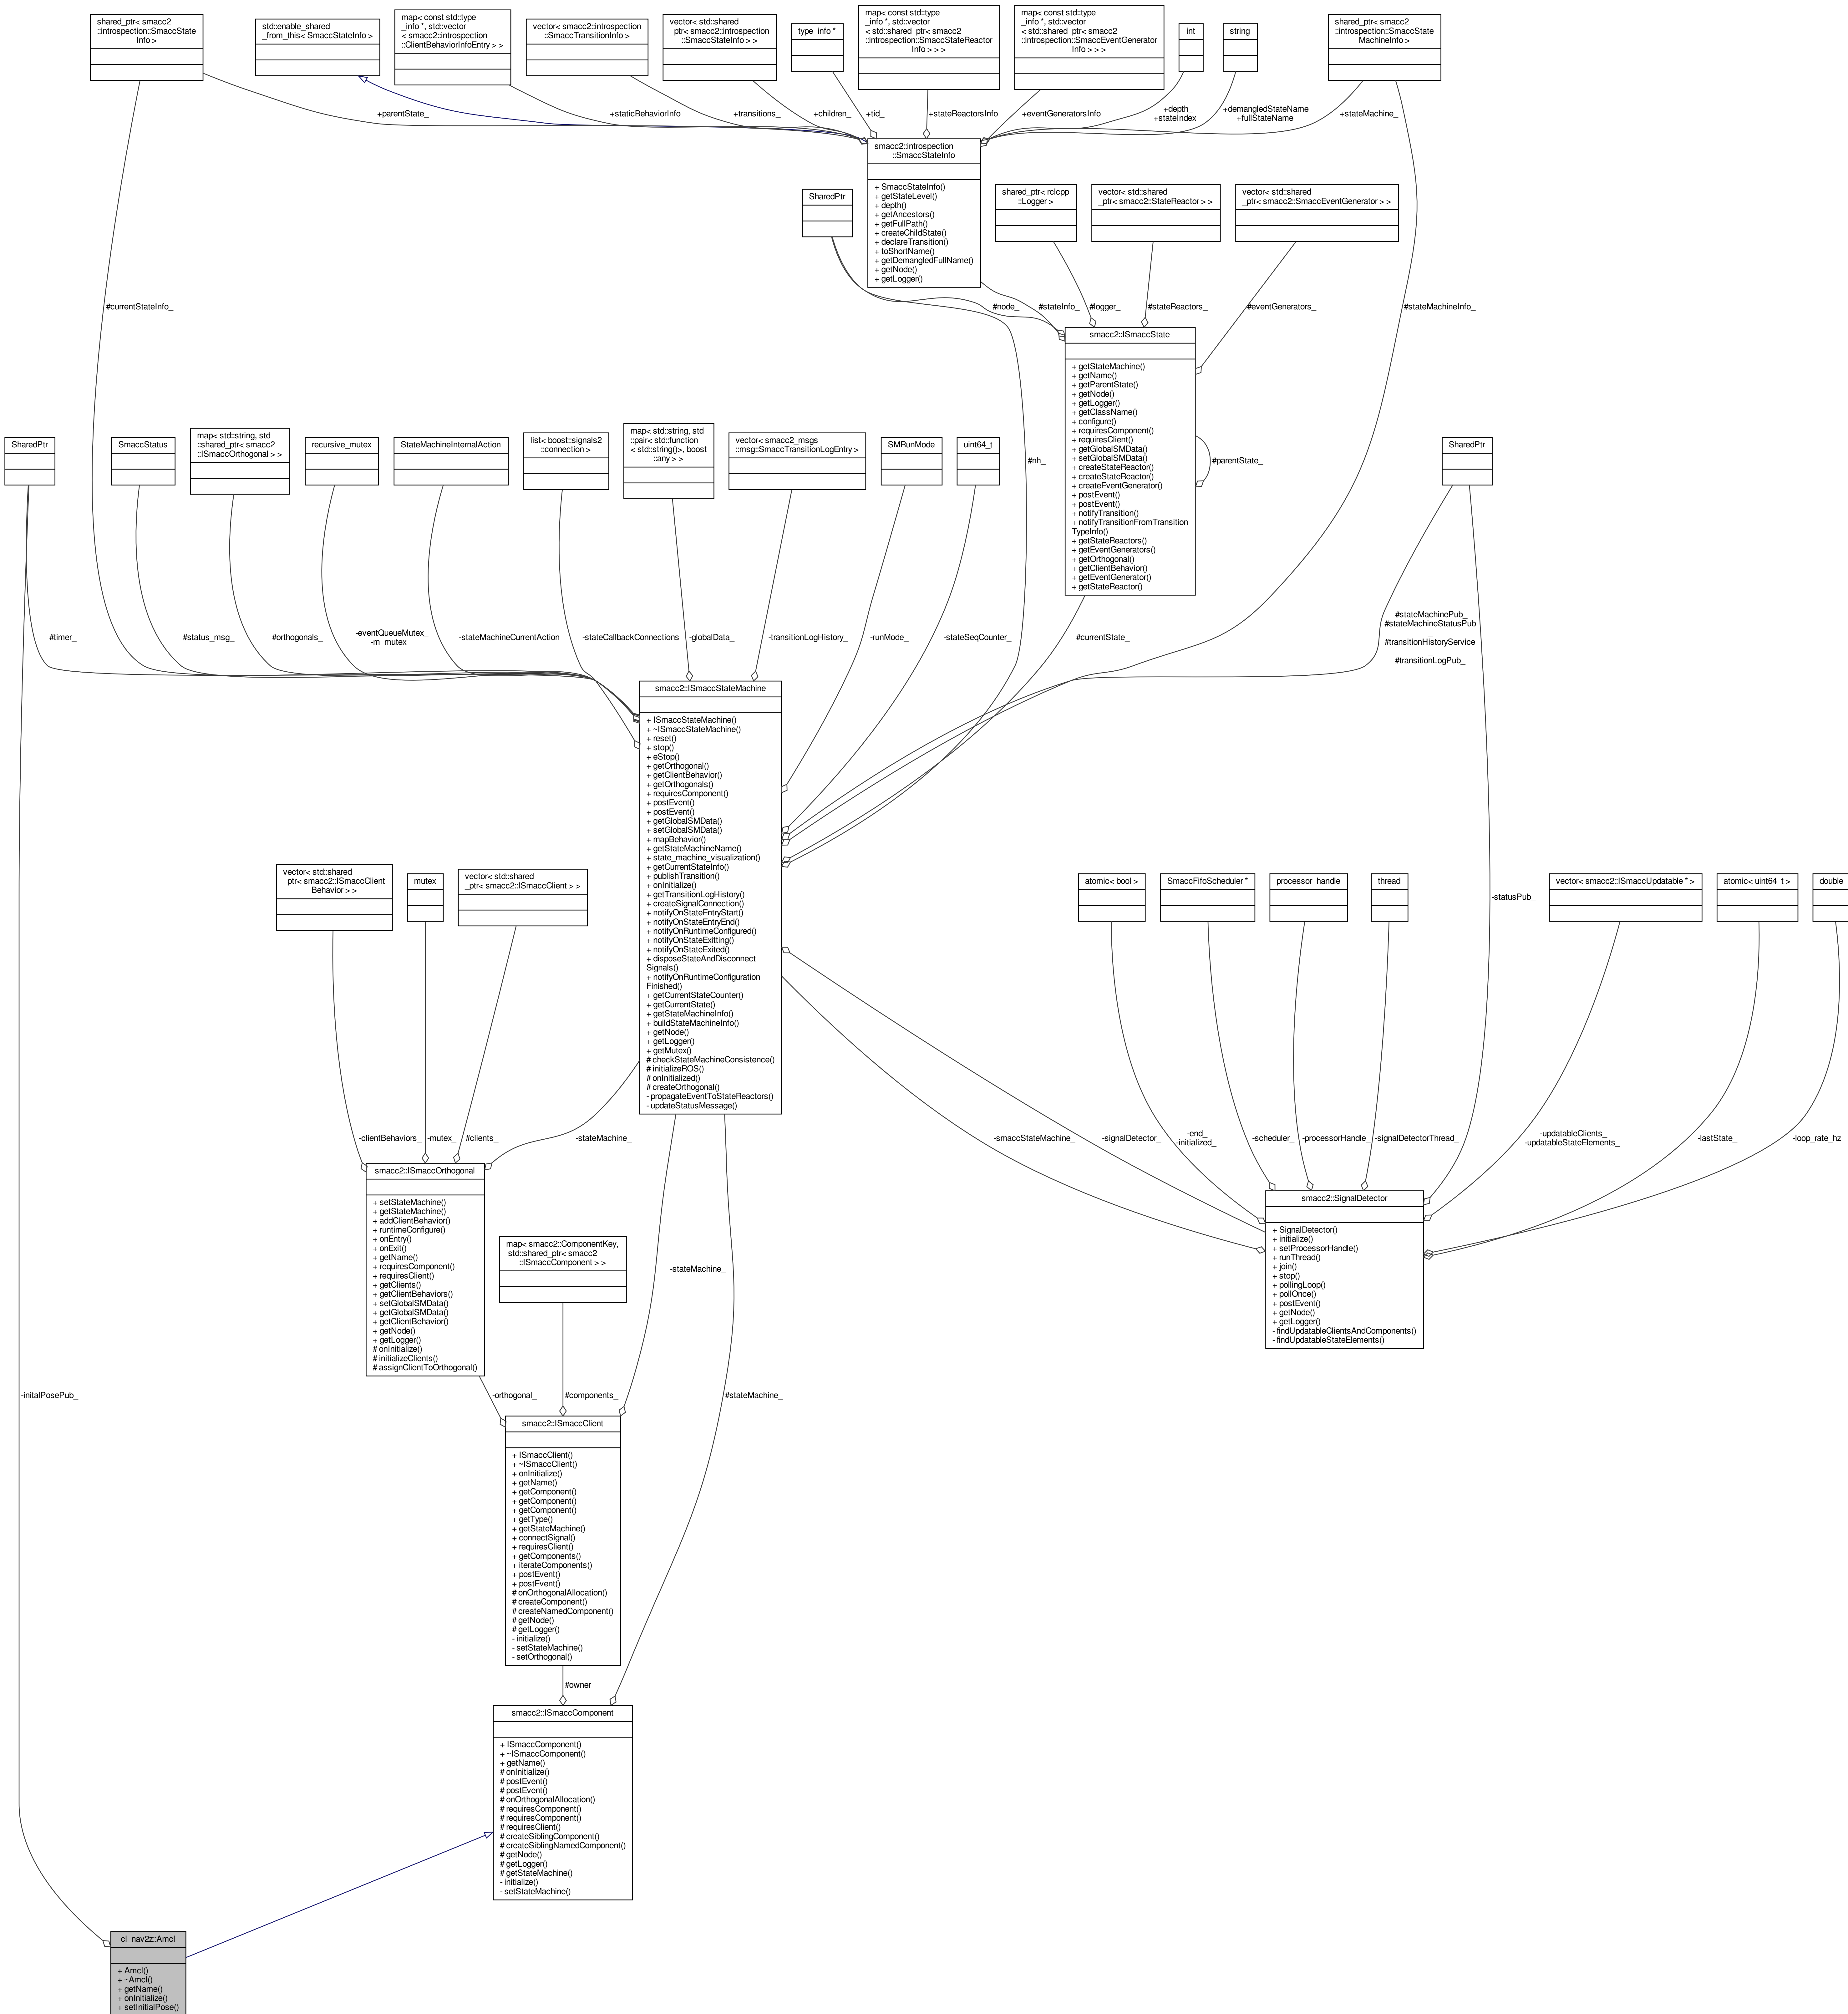 shared_ptr< smacc2
::introspection::SmaccState
Info >
std::enable_shared
_from_this< SmaccStateInfo >
map< const std::type
_info *, std::vector
< smacc2::introspection
::ClientBehaviorInfoEntry > >
vector< smacc2::introspection
::SmaccTransitionInfo >
vector< std::shared
_ptr< smacc2::introspection
::SmaccStateInfo > >
type_info *
map< const std::type
_info *, std::vector
< std::shared_ptr< smacc2
::introspection::SmaccStateReactor
Info > > >
map< const std::type
_info *, std::vector
< std::shared_ptr< smacc2
::introspection::SmaccEventGenerator
Info > > >
int
string
shared_ptr< smacc2
::introspection::SmaccState
MachineInfo >
+parentState_
+staticBehaviorInfo
+transitions_
+children_
+tid_
+stateReactorsInfo
+eventGeneratorsInfo
+depth_
+stateIndex_
+demangledStateName
+fullStateName
+stateMachine_
smacc2::introspection
::SmaccStateInfo
+ SmaccStateInfo()
+ getStateLevel()
+ depth()
+ getAncestors()
+ getFullPath()
+ createChildState()
+ declareTransition()
+ toShortName()
+ getDemangledFullName()
+ getNode()
+ getLogger()
SharedPtr
shared_ptr< rclcpp
::Logger >
vector< std::shared
_ptr< smacc2::StateReactor > >
vector< std::shared
_ptr< smacc2::SmaccEventGenerator > >
#currentStateInfo_
#node_
#stateInfo_
#logger_
#stateReactors_
#eventGenerators_
#stateMachineInfo_
smacc2::ISmaccState
+ getStateMachine()
+ getName()
+ getParentState()
+ getNode()
+ getLogger()
+ getClassName()
+ configure()
+ requiresComponent()
+ requiresClient()
+ getGlobalSMData()
+ setGlobalSMData()
+ createStateReactor()
+ createStateReactor()
+ createEventGenerator()
+ postEvent()
+ postEvent()
+ notifyTransition()
+ notifyTransitionFromTransition
TypeInfo()
+ getStateReactors()
+ getEventGenerators()
+ getOrthogonal()
+ getClientBehavior()
+ getEventGenerator()
+ getStateReactor()
#parentState_
#nh_
SharedPtr
SmaccStatus
map< std::string, std
::shared_ptr< smacc2
::ISmaccOrthogonal > >
recursive_mutex
StateMachineInternalAction
list< boost::signals2
::connection >
map< std::string, std
::pair< std::function
< std::string()>, boost
::any > >
vector< smacc2_msgs
::msg::SmaccTransitionLogEntry >
SMRunMode
uint64_t
SharedPtr
#timer_
#status_msg_
#orthogonals_
-eventQueueMutex_
-m_mutex_
-stateMachineCurrentAction
-stateCallbackConnections
-globalData_
-transitionLogHistory_
-runMode_
-stateSeqCounter_
#currentState_
#stateMachinePub_
#stateMachineStatusPub
_
#transitionHistoryService
_
#transitionLogPub_
smacc2::ISmaccStateMachine
+ ISmaccStateMachine()
+ ~ISmaccStateMachine()
+ reset()
+ stop()
+ eStop()
+ getOrthogonal()
+ getClientBehavior()
+ getOrthogonals()
+ requiresComponent()
+ postEvent()
+ postEvent()
+ getGlobalSMData()
+ setGlobalSMData()
+ mapBehavior()
+ getStateMachineName()
+ state_machine_visualization()
+ getCurrentStateInfo()
+ publishTransition()
+ onInitialize()
+ getTransitionLogHistory()
+ createSignalConnection()
+ notifyOnStateEntryStart()
+ notifyOnStateEntryEnd()
+ notifyOnRuntimeConfigured()
+ notifyOnStateExitting()
+ notifyOnStateExited()
+ disposeStateAndDisconnect
Signals()
+ notifyOnRuntimeConfiguration
Finished()
+ getCurrentStateCounter()
+ getCurrentState()
+ getStateMachineInfo()
+ buildStateMachineInfo()
+ getNode()
+ getLogger()
+ getMutex()
# checkStateMachineConsistence()
# initializeROS()
# onInitialized()
# createOrthogonal()
- propagateEventToStateReactors()
- updateStatusMessage()
vector< std::shared
_ptr< smacc2::ISmaccClient
Behavior > >
mutex
vector< std::shared
_ptr< smacc2::ISmaccClient > >
atomic< bool >
SmaccFifoScheduler *
processor_handle
thread
-statusPub_
vector< smacc2::ISmaccUpdatable * >
atomic< uint64_t >
double
-clientBehaviors_
-mutex_
#clients_
-stateMachine_
-smaccStateMachine_
-signalDetector_
-end_
-initialized_
-scheduler_
-processorHandle_
-signalDetectorThread_
-updatableClients_
-updatableStateElements_
-lastState_
-loop_rate_hz
smacc2::ISmaccOrthogonal
+ setStateMachine()
+ getStateMachine()
+ addClientBehavior()
+ runtimeConfigure()
+ onEntry()
+ onExit()
+ getName()
+ requiresComponent()
+ requiresClient()
+ getClients()
+ getClientBehaviors()
+ setGlobalSMData()
+ getGlobalSMData()
+ getClientBehavior()
+ getNode()
+ getLogger()
# onInitialize()
# initializeClients()
# assignClientToOrthogonal()
smacc2::SignalDetector
+ SignalDetector()
+ initialize()
+ setProcessorHandle()
+ runThread()
+ join()
+ stop()
+ pollingLoop()
+ pollOnce()
+ postEvent()
+ getNode()
+ getLogger()
- findUpdatableClientsAndComponents()
- findUpdatableStateElements()
map< smacc2::ComponentKey,
std::shared_ptr< smacc2
::ISmaccComponent > >
-stateMachine_
-initalPosePub_
-orthogonal_
#components_
#stateMachine_
smacc2::ISmaccClient
+ ISmaccClient()
+ ~ISmaccClient()
+ onInitialize()
+ getName()
+ getComponent()
+ getComponent()
+ getComponent()
+ getType()
+ getStateMachine()
+ connectSignal()
+ requiresClient()
+ getComponents()
+ iterateComponents()
+ postEvent()
+ postEvent()
# onOrthogonalAllocation()
# createComponent()
# createNamedComponent()
# getNode()
# getLogger()
- initialize()
- setStateMachine()
- setOrthogonal()
#owner_
smacc2::ISmaccComponent
+ ISmaccComponent()
+ ~ISmaccComponent()
+ getName()
# onInitialize()
# postEvent()
# postEvent()
# onOrthogonalAllocation()
# requiresComponent()
# requiresComponent()
# requiresClient()
# createSiblingComponent()
# createSiblingNamedComponent()
# getNode()
# getLogger()
# getStateMachine()
- initialize()
- setStateMachine()
cl_nav2z::Amcl
+ Amcl()
+ ~Amcl()
+ getName()
+ onInitialize()
+ setInitialPose()